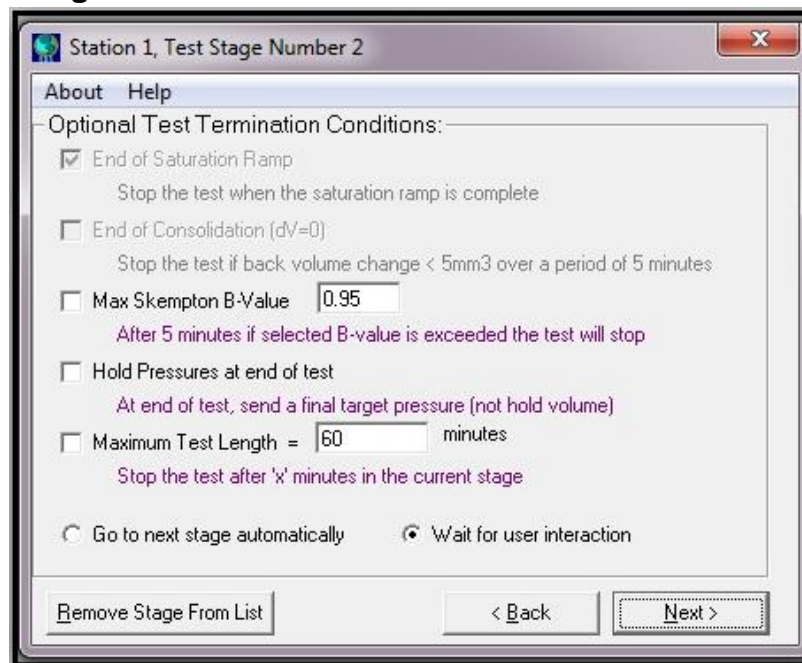 Station 1, Test Stage Number 2
About Help
Optional Test Termination Conditions:
End of Saturation Ramp
Stop the test when the saturation ramp is complete
End of Consolidation (dV=0)
Stop the test if back volume change < 5mm3 over a period of 5 minutes
Max Skempton B-Value 0.95
After 5 minutes if selected B-value is exceeded the test will stop
Hold Pressures at end of test
At end of test, send a final target pressure (not hold volume)
Maximum Test Length = 60 minutes
Stop the test after 'x' minutes in the current stage
Go to next stage automatically Wait for user interaction
Remove Stage From List < Back Next >